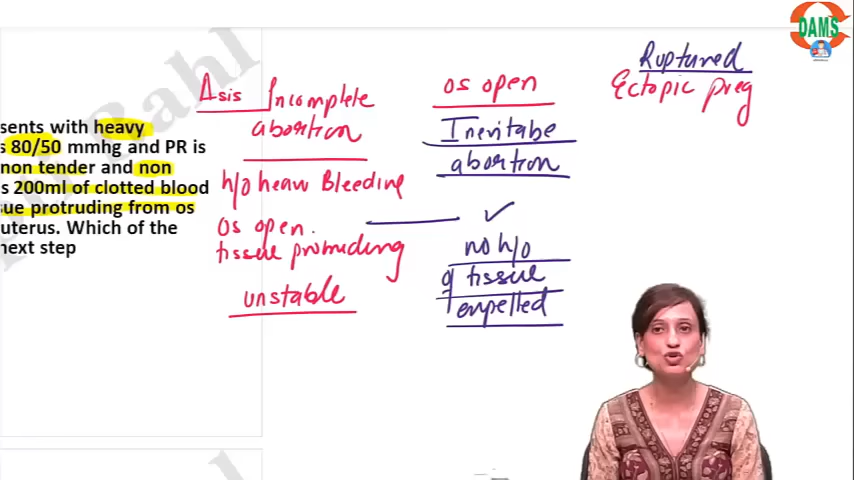 DAMS
sents with heavy
s 80/50 mmhg and PR is
non tender and non
s 200ml of clotted blood
sue protruding from os
uterus. Which of the
next step
Δsis Incomplete
abortion
h/o heavy Bleeding
os open.
tissue protruding
unstable
os open
Inevitabe
abortion
✓
no h/o
of tissue
expelled
Ruptured
Ectopic preg